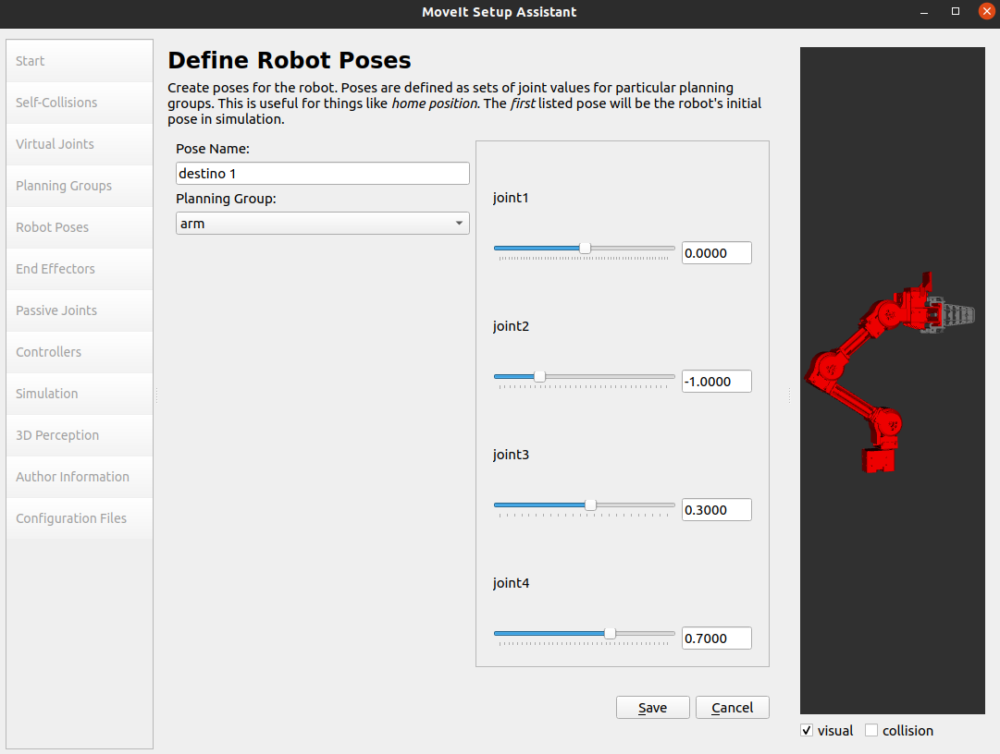 MoveIt Setup Assistant
Start
Self-Collisions
Virtual Joints
Planning Groups
Robot Poses
End Effectors
Passive Joints
Controllers
Simulation
3D Perception
Author Information
Configuration Files
Define Robot Poses
Create poses for the robot. Poses are defined as sets of joint values for particular planning
groups. This is useful for things like home position. The first listed pose will be the robot's initial
pose in simulation.
Pose Name:
destino 1
Planning Group:
arm
joint1
0.0000
joint2
-1.0000
joint3
0.3000
joint4
0.7000
Save
Cancel
visual
collision